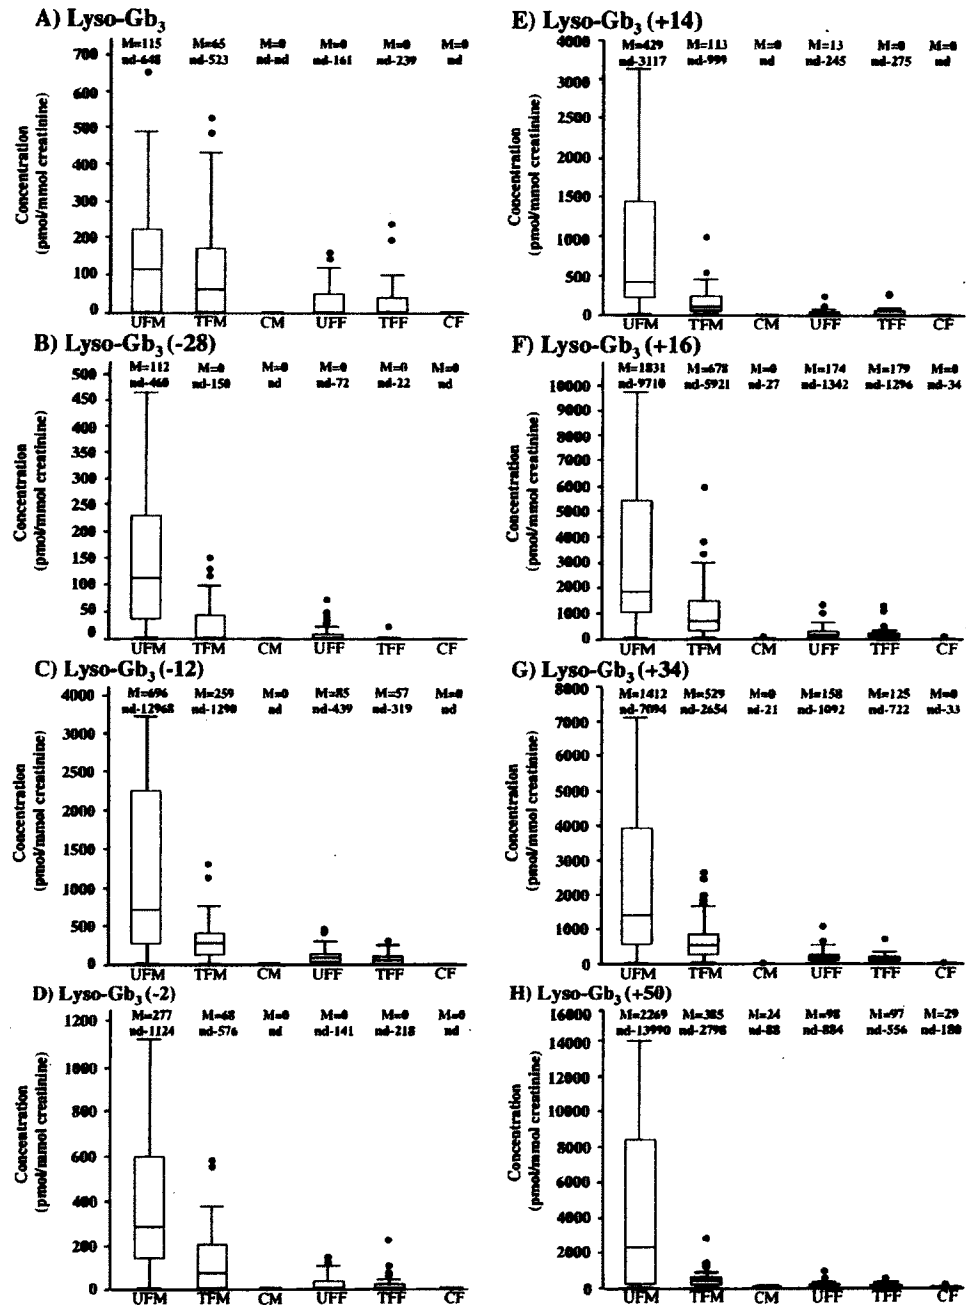 A) Lyso-Gb3
M=115 M=65 M=0 M=0 M=0 M=0
nd-648 nd-523 nd-nd nd-161 nd-239 nd
700
600
500
400
300
200
100
0
Concentration
(pmol/mmol creatinine)
UFM TFM CM UFF TFF CF
B) Lyso-Gb3 (-28)
M=112 M=0 M=0 M=0 M=0 M=0
nd-460 nd-150 nd nd-72 nd-22 nd
500
450
400
350
300
250
200
150
100
50
0
Concentration
(pmol/mmol creatinine)
UFM TFM CM UFF TFF CF
C) Lyso-Gb3 (-12)
M=696 M=259 M=0 M=85 M=57 M=0
nd-12968 nd-1290 nd nd-439 nd-319 nd
4000
3000
2500
2000
1500
1000
500
0
Concentration
(pmol/mmol creatinine)
UFM TFM CM UFF TFF CF
D) Lyso-Gb3 (-2)
M=277 M=68 M=0 M=0 M=0 M=0
nd-1124 nd-576 nd nd-141 nd-218 nd
1200
1000
800
600
400
200
0
Concentration
(pmol/mmol creatinine)
UFM TFM CM UFF TFF CF
E) Lyso-Gb3 (+14)
M=429 M=113 M=0 M=13 M=0 M=0
nd-3117 nd-999 nd nd-245 nd-275 nd
4000
3000
2500
2000
1500
1000
500
0
Concentration
(pmol/mmol creatinine)
UFM TFM CM UFF TFF CF
F) Lyso-Gb3 (+16)
M=1831 M=678 M=0 M=174 M=179 M=0
nd-9710 nd-5921 nd-27 nd-1342 nd-1296 nd-34
10000
9000
8000
7000
6000
5000
4000
3000
2000
1000
0
Concentration
(pmol/mmol creatinine)
UFM TFM CM UFF TFF CF
G) Lyso-Gb3 (+34)
M=1412 M=529 M=0 M=158 M=125 M=0
nd-7094 nd-2654 nd-21 nd-1092 nd-722 nd-33
8000
7000
6000
5000
4000
3000
2000
1000
0
Concentration
(pmol/mmol creatinine)
UFM TFM CM UFF TFF CF
H) Lyso-Gb3 (+50)
M=2269 M=385 M=24 M=98 M=97 M=29
nd-13990 nd-2798 nd-88 nd-884 nd-556 nd-180
16000
14000
12000
10000
8000
6000
4000
2000
0
Concentration
(pmol/mmol creatinine)
UFM TFM CM UFF TFF CF